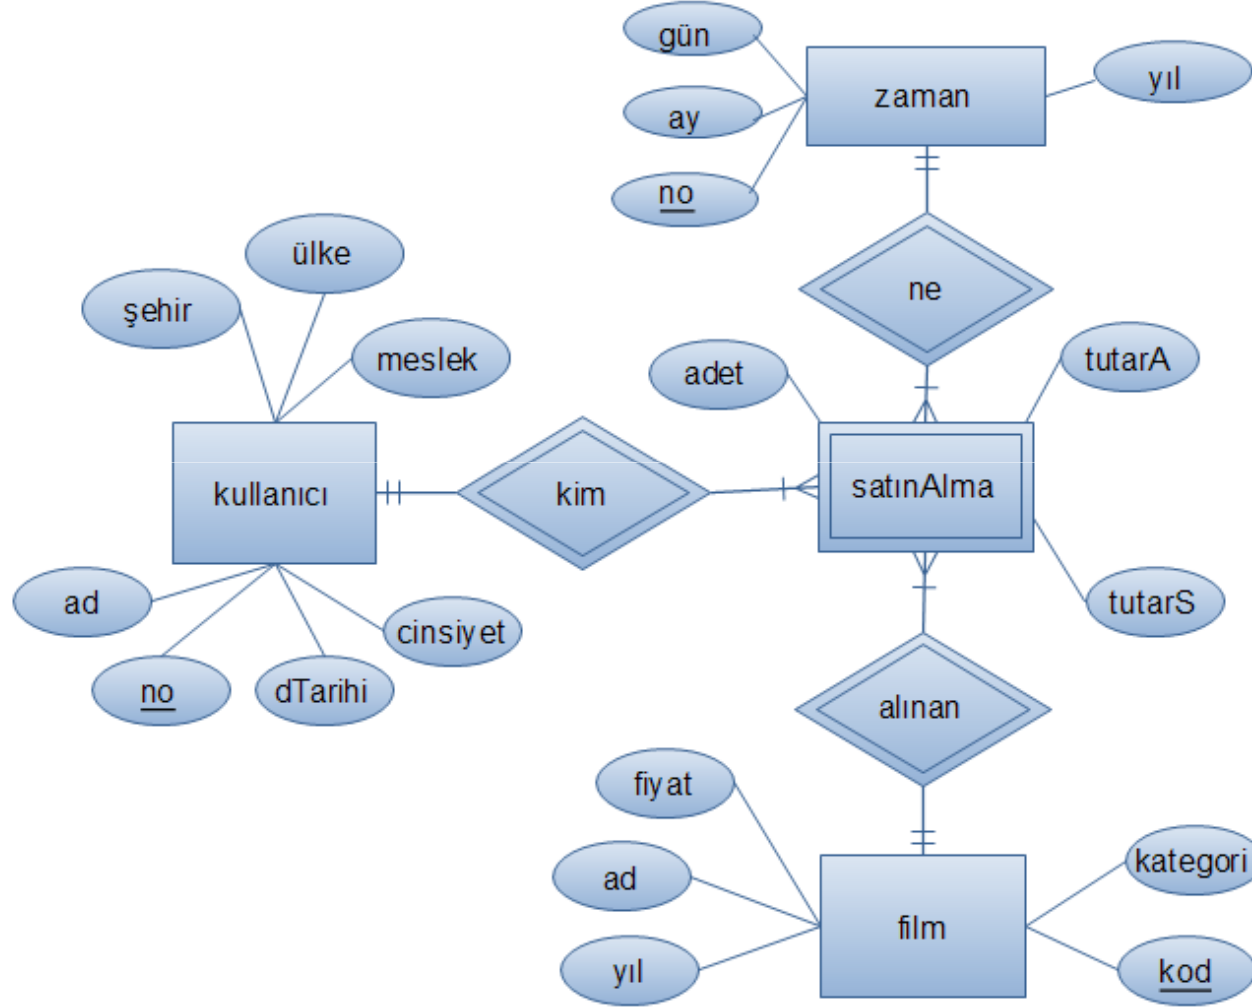 gün
zaman
yıl
ay
no
ülke
şehir
ne
meslek
adet
tutarA
kullanıcı
kim
satınAlma
ad
cinsiyet
tutarS
no
dTarihi
alınan
fiyat
kategori
ad
film
yıl
kod